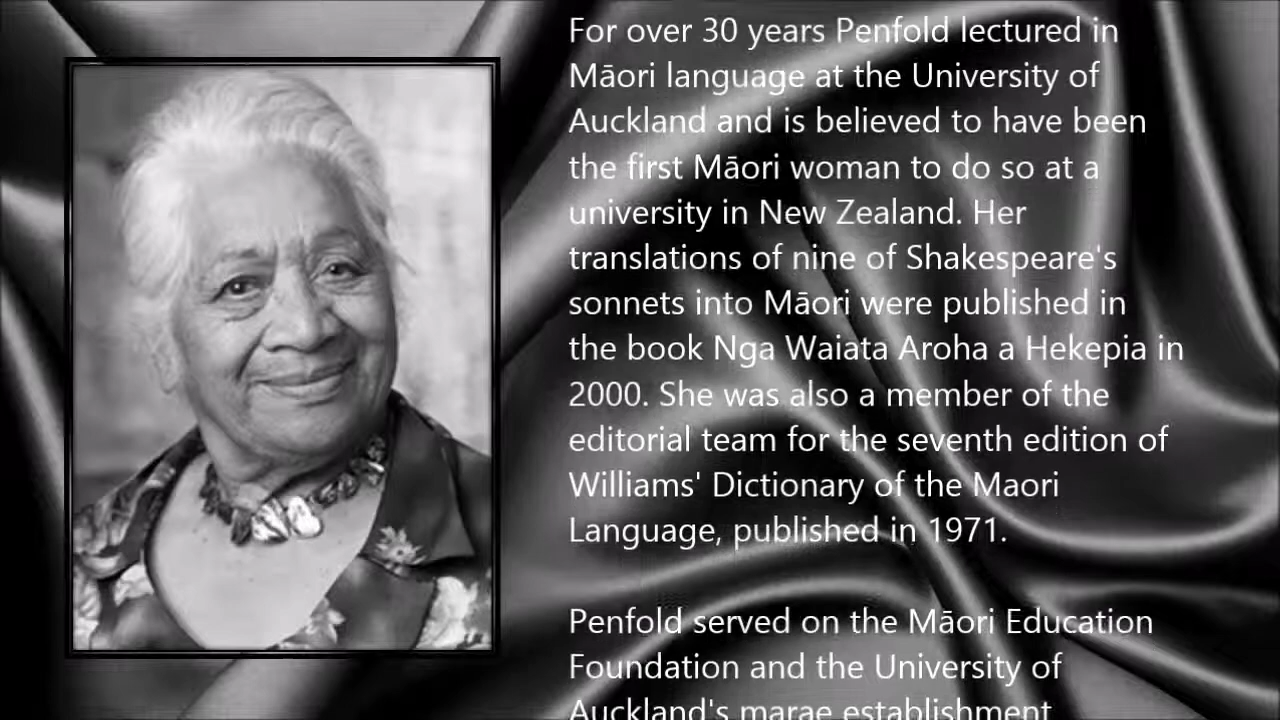 For over 30 years Penfold lectured in
Māori language at the University of
Auckland and is believed to have been
the first Māori woman to do so at a
university in New Zealand. Her
translations of nine of Shakespeare's
sonnets into Māori were published in
the book Nga Waiata Aroha a Hekepia in
2000. She was also a member of the
editorial team for the seventh edition of
Williams' Dictionary of the Maori
Language, published in 1971.
Penfold served on the Māori Education
Foundation and the University of
Auckland's marae establishment